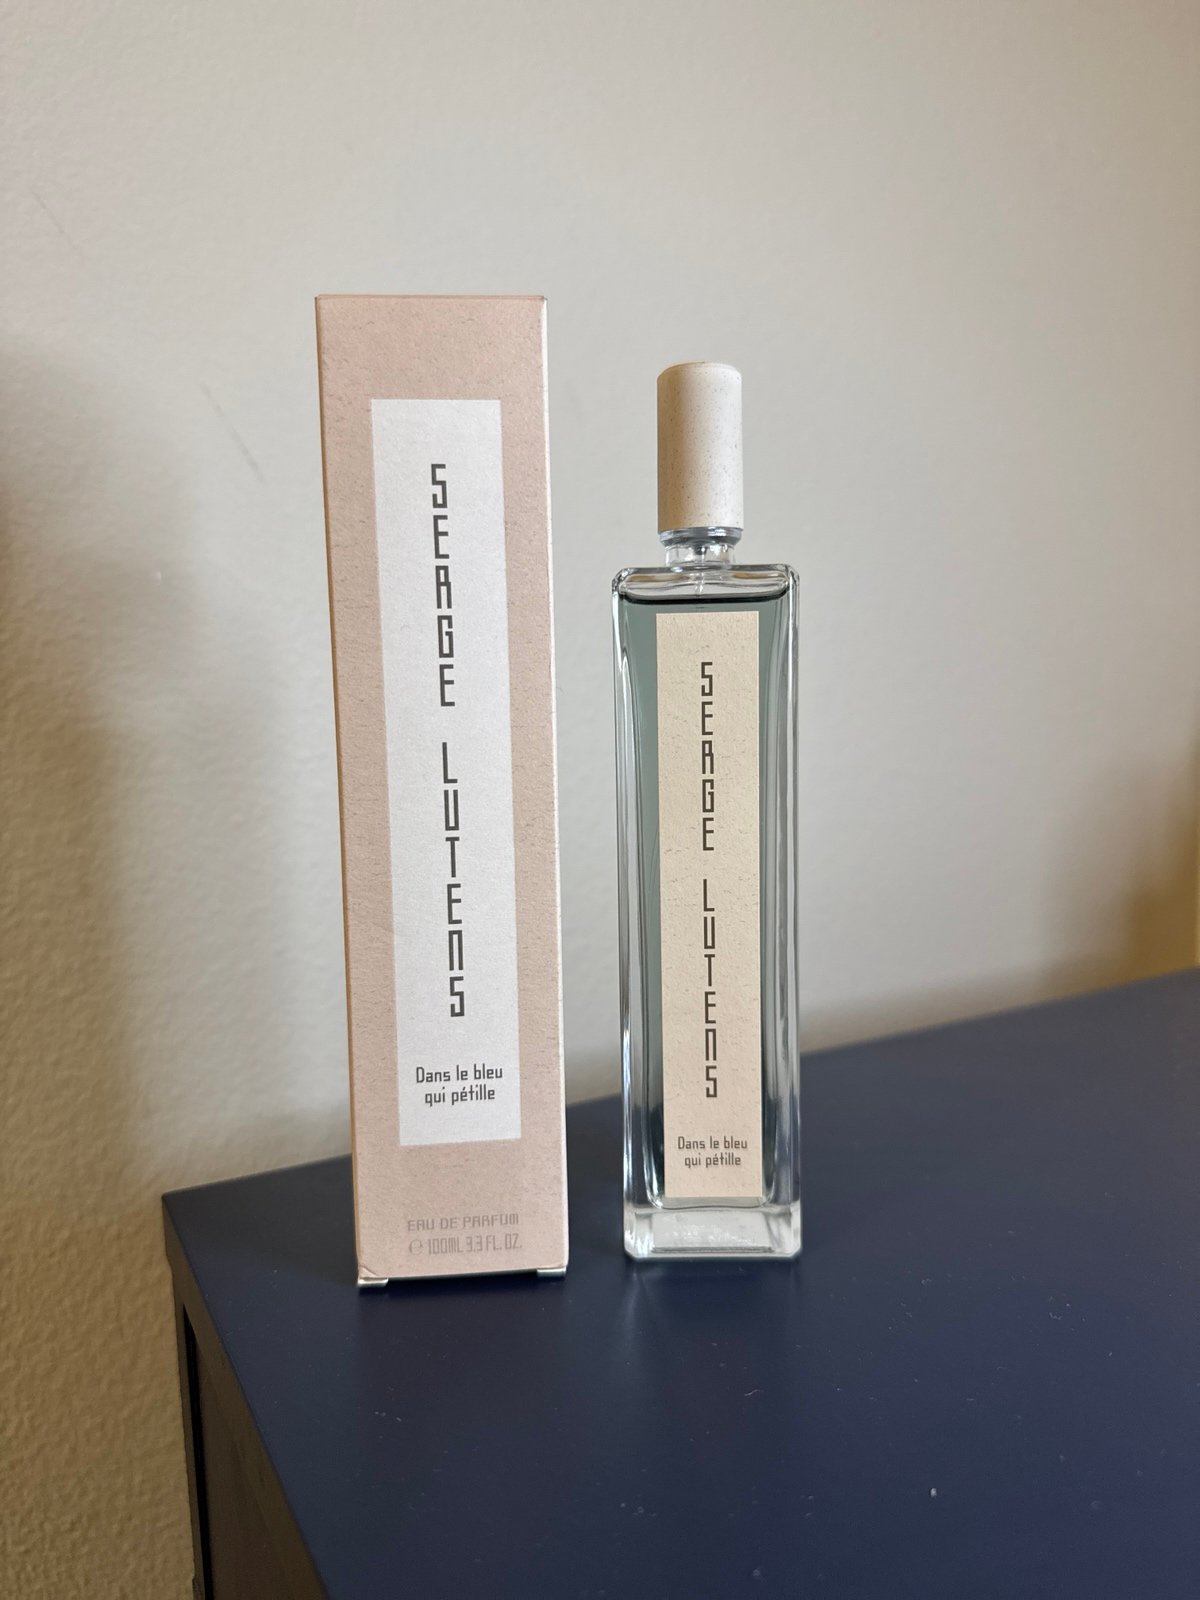 SERGE LUTENS
Dans le bleu
qui pétille
EAU DE PARFUM
℮ 100ML 3.3 FL. OZ.
SERGE LUTENS
Dans le bleu
qui pétille